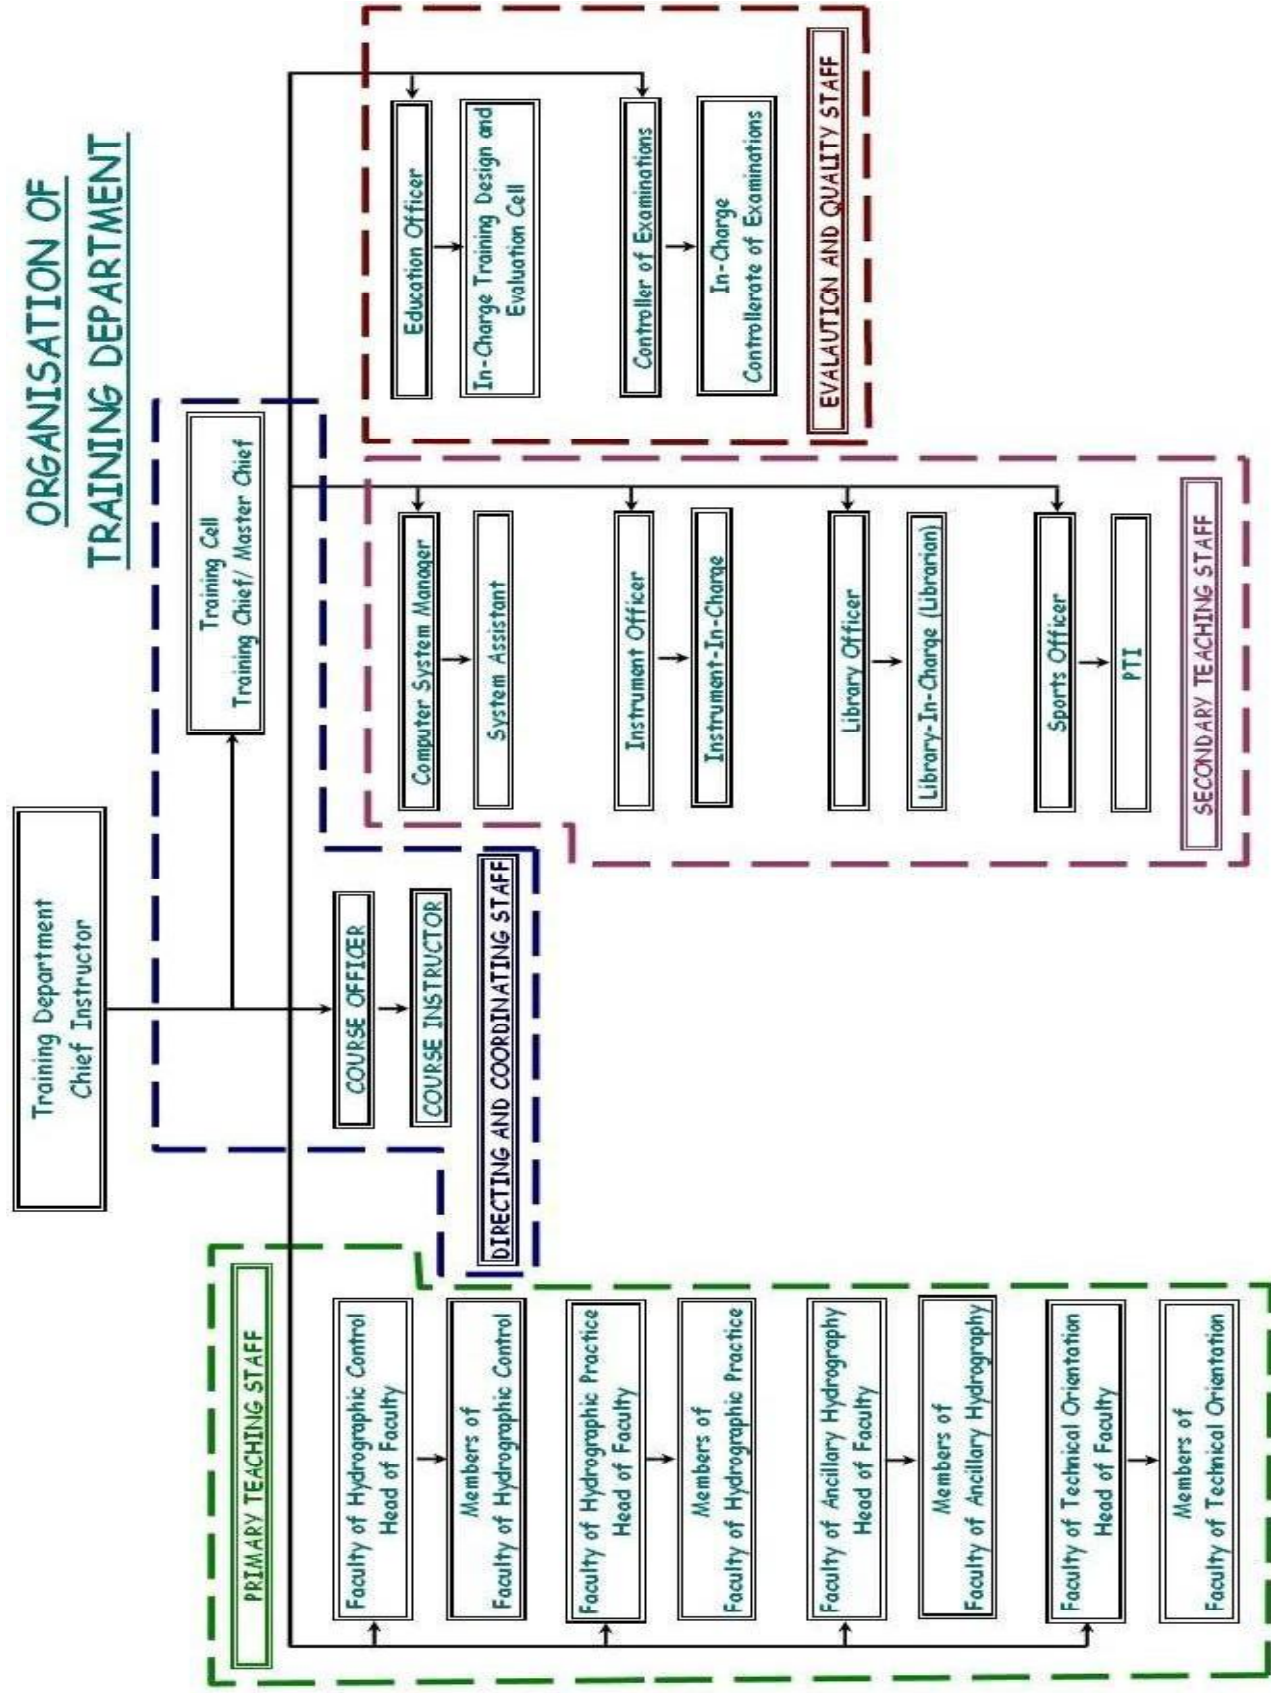 ORGANISATION OF
TRAINING DEPARTMENT
Training Department
Chief Instructor
Training Cell
Training Chief/ Master Chief
COURSE OFFICER
COURSE INSTRUCTOR
DIRECTING AND COORDINATING STAFF
PRIMARY TEACHING STAFF
Faculty of Hydrographic Control
Head of Faculty
Members of
Faculty of Hydrographic Control
Faculty of Hydrographic Practice
Head of Faculty
Members of
Faculty of Hydrographic Practice
Faculty of Ancillary Hydrography
Head of Faculty
Members of
Faculty of Ancillary Hydrography
Faculty of Technical Orientation
Head of Faculty
Members of
Faculty of Technical Orientation
Computer System Manager
System Assistant
Instrument Officer
Instrument-In-Charge
Library Officer
Library-In-Charge (Librarian)
Sports Officer
PTI
SECONDARY TEACHING STAFF
Education Officer
In-Charge Training Design and
Evaluation Cell
Controller of Examinations
In-Charge
Controllerate of Examinations
EVALAUTION AND QUALITY STAFF